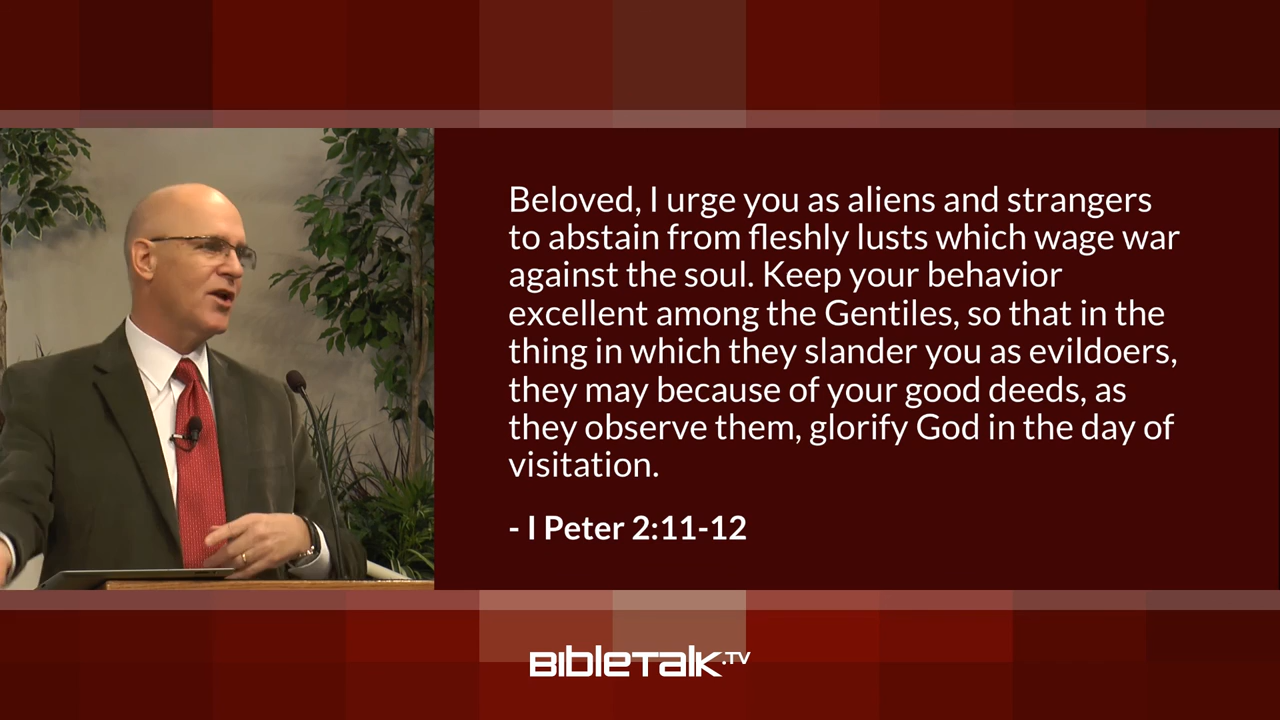 Beloved, I urge you as aliens and strangers
to abstain from fleshly lusts which wage war
against the soul. Keep your behavior
excellent among the Gentiles, so that in the
thing in which they slander you as evildoers,
they may because of your good deeds, as
they observe them, glorify God in the day of
visitation.
- I Peter 2:11-12
BibleTalk.TV